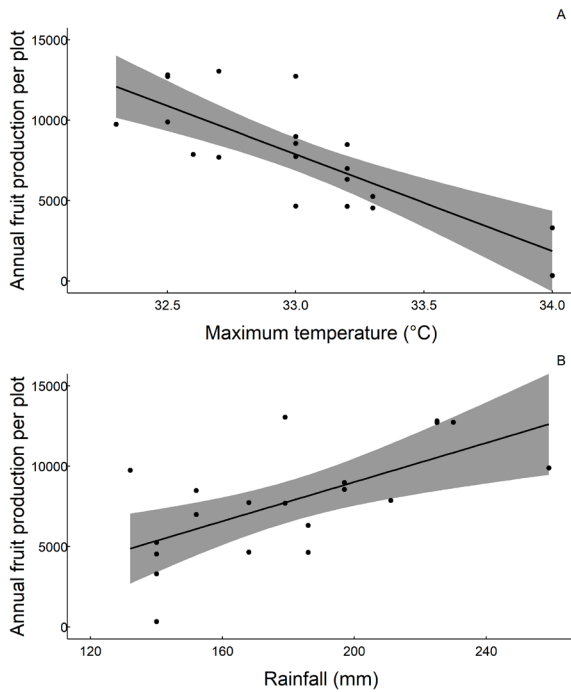 A
Annual fruit production per plot
15000
10000
5000
0
32.5 33.0 33.5 34.0
Maximum temperature (°C)
B
Annual fruit production per plot
15000
10000
5000
0
120 160 200 240
Rainfall (mm)